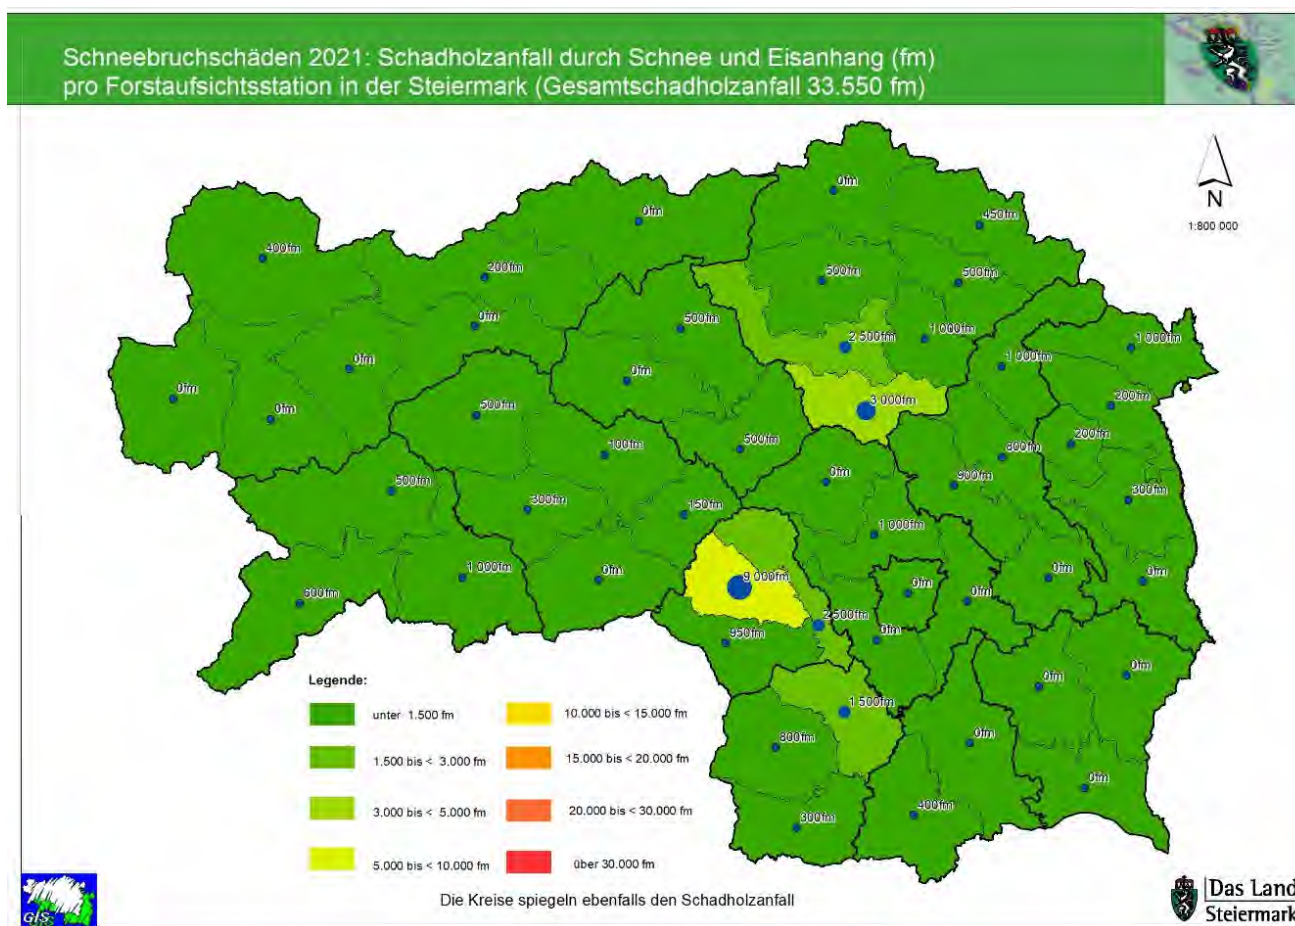 Schneebruchschäden 2021: Schadholzanfall durch Schnee und Eisanhang (fm)
pro Forstaufsichtsstation in der Steiermark (Gesamtschadholzanfall 33.550 fm)
N
1:800 000
0fm
450fm
0fm
400fm
200fm
500fm
500fm
0fm
500fm
2 500fm
1 000fm
1 000fm
1 000fm
0fm
0fm
0fm
0fm
500fm
3 000fm
200fm
100fm
500fm
200fm
800fm
500fm
300fm
150fm
0fm
900fm
300fm
1 000fm
600fm
1 000fm
0fm
9 000fm
0fm
0fm
0fm
0fm
2 500fm
950fm
0fm
0fm
0fm
1 500fm
800fm
0fm
0fm
300fm
400fm
Legende:
unter 1.500 fm
1.500 bis < 3.000 fm
3.000 bis < 5.000 fm
5.000 bis < 10.000 fm
10.000 bis < 15.000 fm
15.000 bis < 20.000 fm
20.000 bis < 30.000 fm
über 30.000 fm
Die Kreise spiegeln ebenfalls den Schadholzanfall
GIS
Das Land
Steiermark